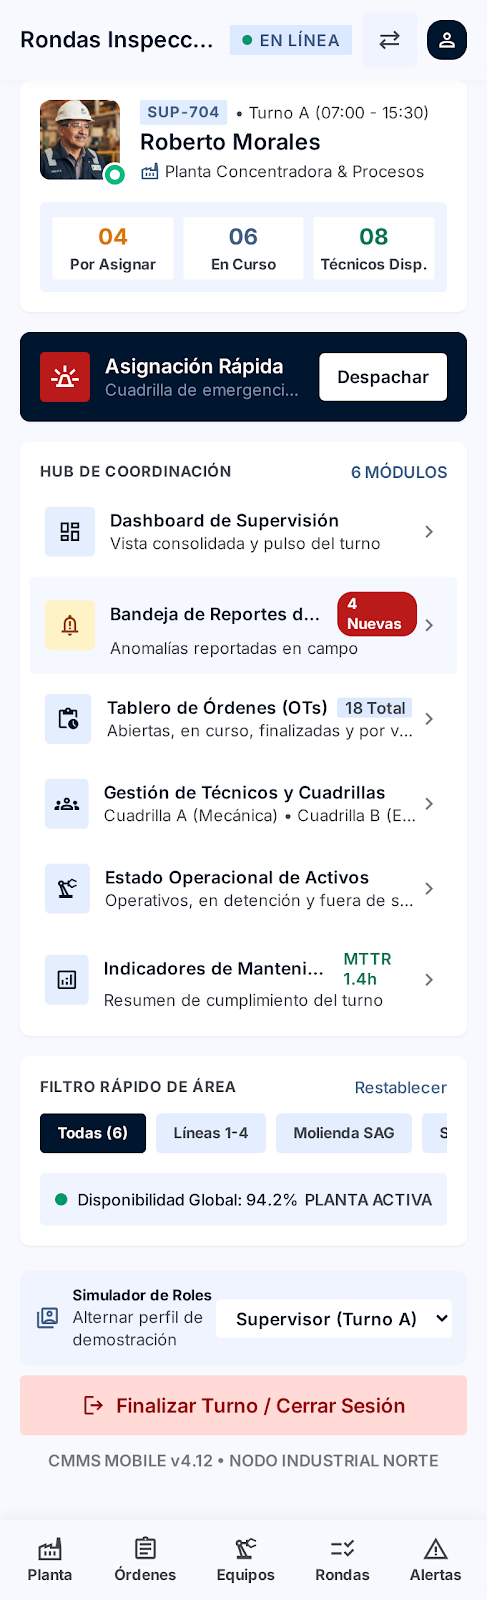 Rondas Inspecc...
EN LÍNEA
SUP-704 • Turno A (07:00 - 15:30)
Roberto Morales
Planta Concentradora & Procesos
04
Por Asignar
06
En Curso
08
Técnicos Disp.
Asignación Rápida
Cuadrilla de emergenci...
Despachar
HUB DE COORDINACIÓN
6 MÓDULOS
Dashboard de Supervisión
Vista consolidada y pulso del turno
Bandeja de Reportes d...
4
Nuevas
Anomalías reportadas en campo
Tablero de Órdenes (OTs)
18 Total
Abiertas, en curso, finalizadas y por v...
Gestión de Técnicos y Cuadrillas
Cuadrilla A (Mecánica) • Cuadrilla B (E...
Estado Operacional de Activos
Operativos, en detención y fuera de s...
Indicadores de Manteni...
MTTR
1.4h
Resumen de cumplimiento del turno
FILTRO RÁPIDO DE ÁREA
Restablecer
Todas (6)
Líneas 1-4
Molienda SAG
Disponibilidad Global: 94.2%
PLANTA ACTIVA
Simulador de Roles
Alternar perfil de
demostración
Supervisor (Turno A)
Finalizar Turno / Cerrar Sesión
CMMS MOBILE v4.12 • NODO INDUSTRIAL NORTE
Planta
Órdenes
Equipos
Rondas
Alertas